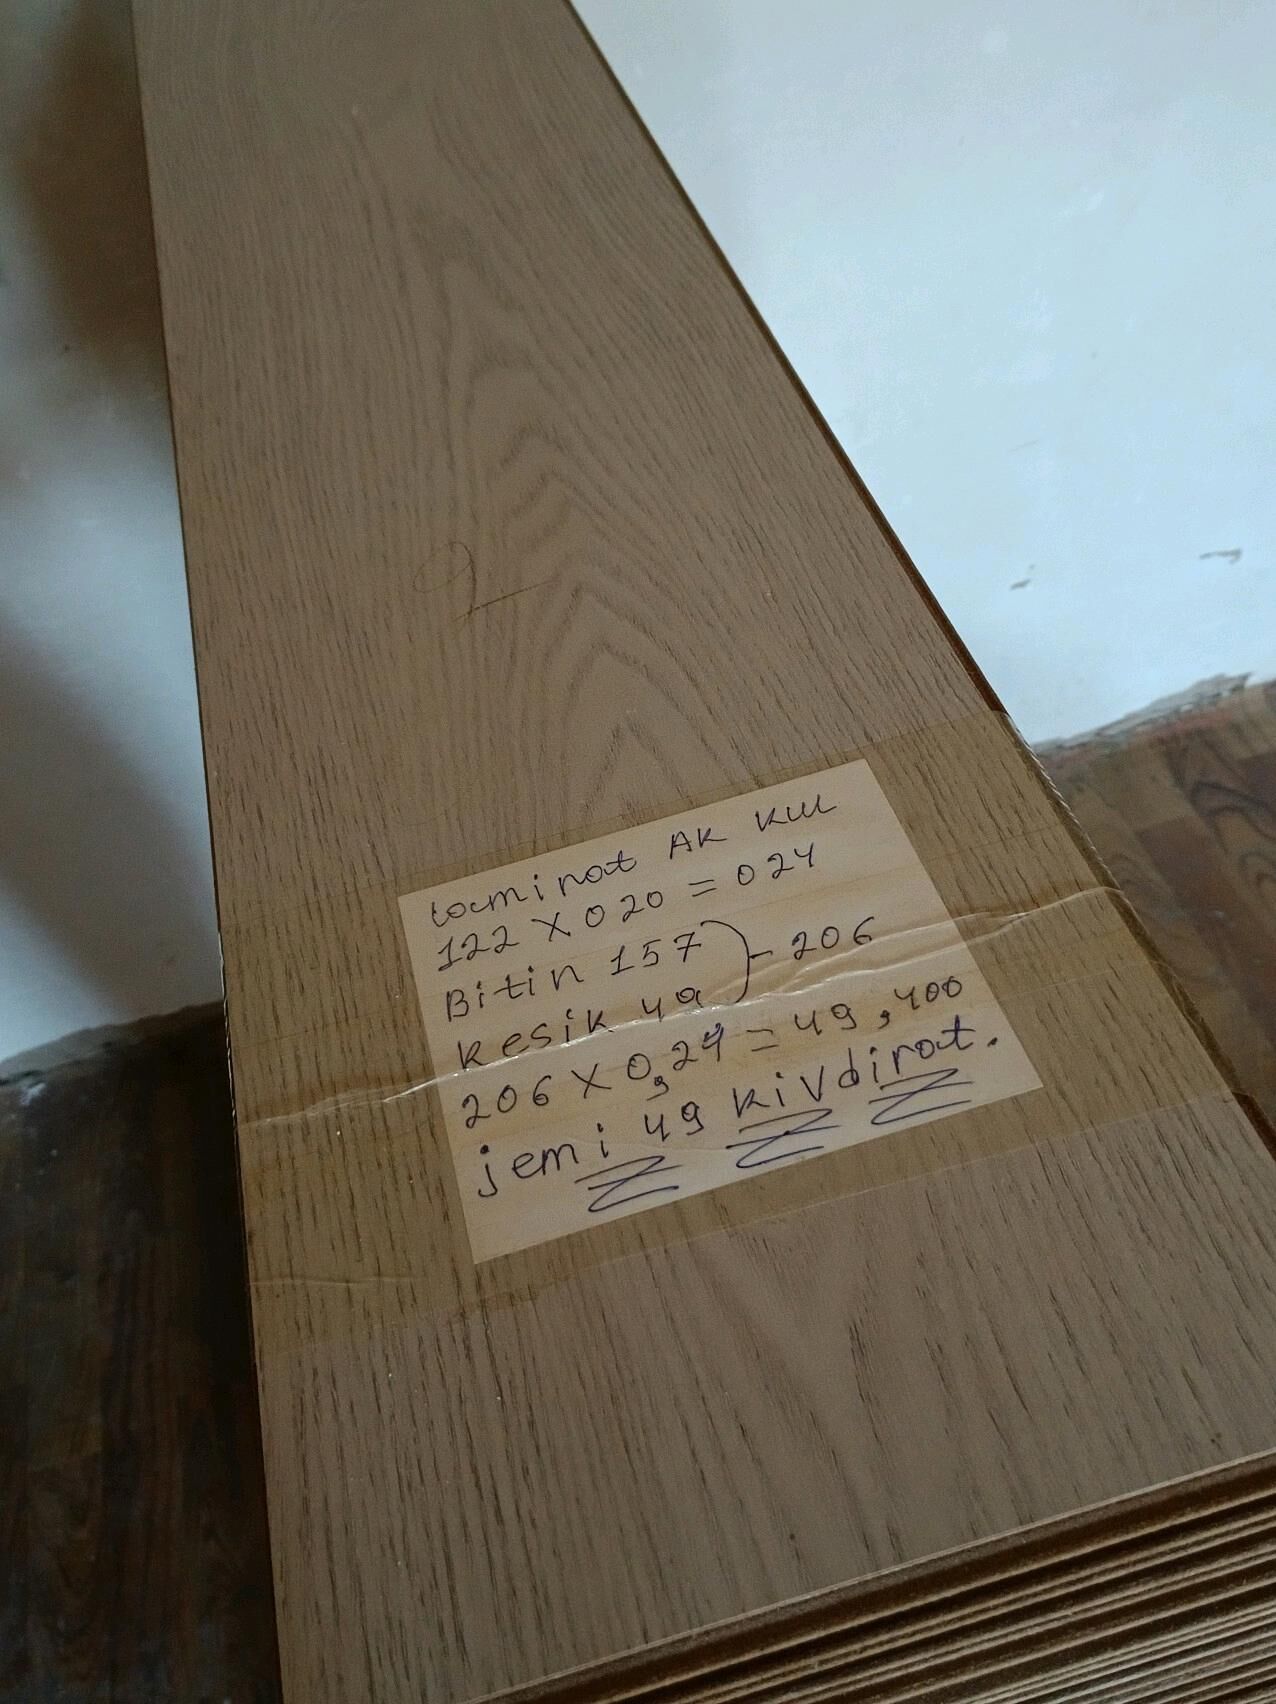 laminat AK KUL
122 X 020 = 024
Bitin 157 ) - 206
kesik 49
206 X 0,24 = 49,400
jemi 49 kivdirat.